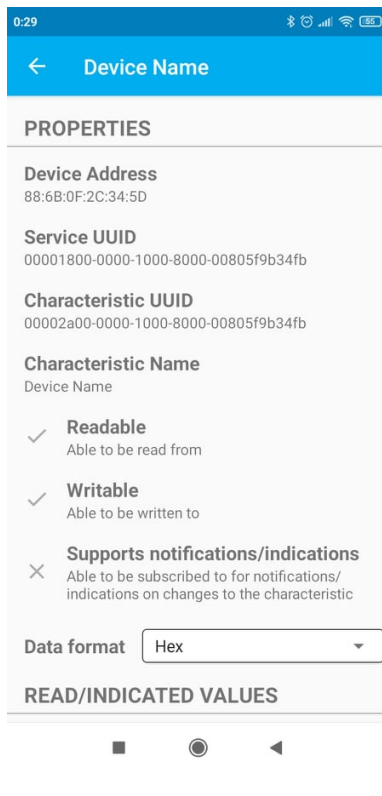 0:29
55
Device Name
PROPERTIES
Device Address
88:6B:0F:2C:34:5D
Service UUID
00001800-0000-1000-8000-00805f9b34fb
Characteristic UUID
00002a00-0000-1000-8000-00805f9b34fb
Characteristic Name
Device Name
Readable
Able to be read from
Writable
Able to be written to
Supports notifications/indications
Able to be subscribed to for notifications/
indications on changes to the characteristic
Data format
Hex
READ/INDICATED VALUES